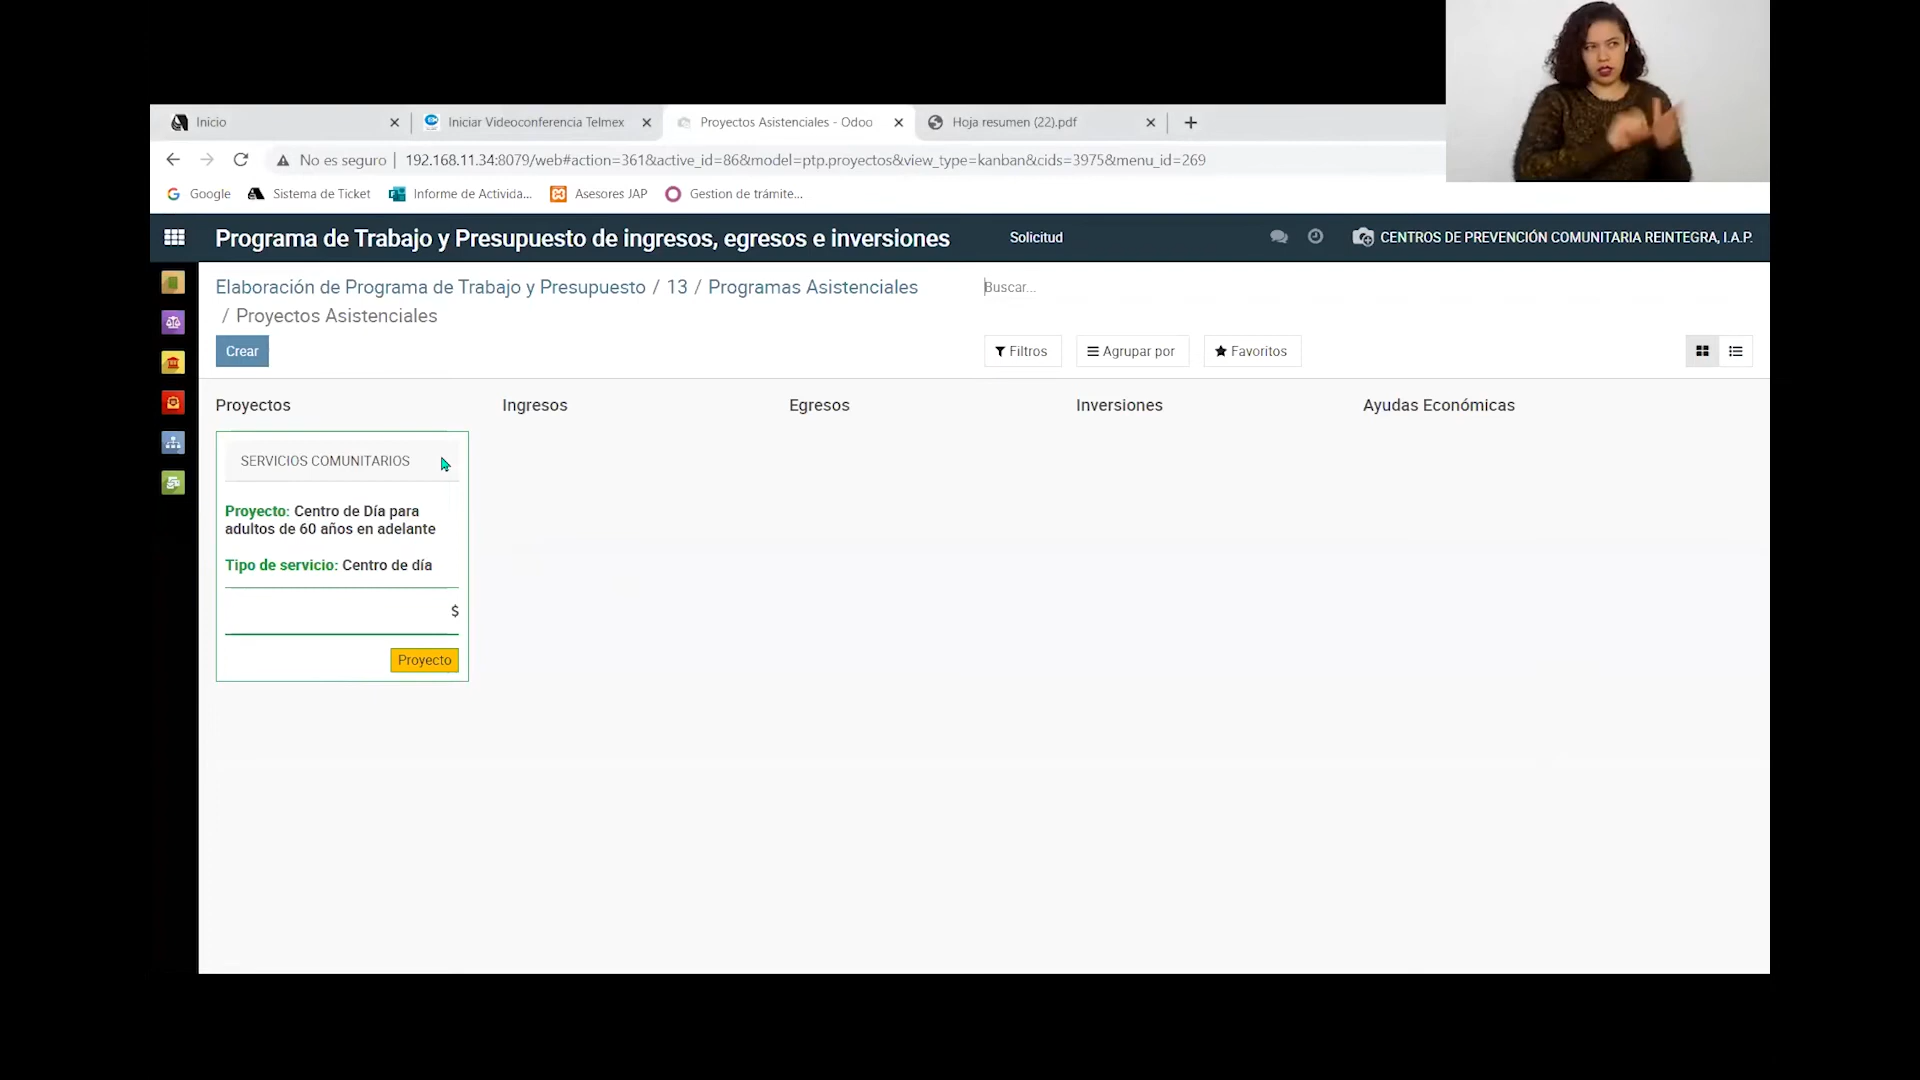 Inicio
Iniciar Videoconferencia Telmex
Proyectos Asistenciales - Odoo
Hoja resumen (22).pdf
No es seguro
192.168.11.34:8079/web#action=361&active_id=86&model=ptp.proyectos&view_type=kanban&cids=3975&menu_id=269
Google
Sistema de Ticket
Informe de Activida...
Asesores JAP
Gestion de trámite...
Programa de Trabajo y Presupuesto de ingresos, egresos e inversiones
Solicitud
CENTROS DE PREVENCIÓN COMUNITARIA REINTEGRA, I.A.P.
Elaboración de Programa de Trabajo y Presupuesto / 13 / Programas Asistenciales
/ Proyectos Asistenciales
Buscar...
Crear
Filtros
Agrupar por
Favoritos
Proyectos
Ingresos
Egresos
Inversiones
Ayudas Económicas
SERVICIOS COMUNITARIOS
Proyecto: Centro de Día para
adultos de 60 años en adelante
Tipo de servicio: Centro de día
$
Proyecto